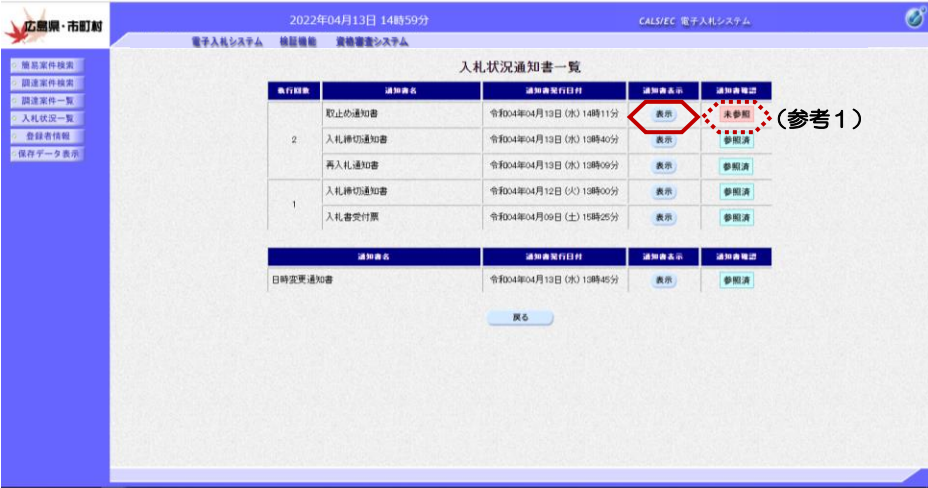 広島県・市町村
2022年04月13日 14時59分
CALS/EC 電子入札システム
電子入札システム 検証機能 資格審査システム
簡易案件検索
調達案件検索
調達案件一覧
入札状況一覧
登録者情報
保存データ表示
入札状況通知書一覧
執行回数 通知書名 通知書発行日付 通知書表示 通知書確認
取止め通知書 令和04年04月13日 (水) 14時11分 表示 未参照 (参考1)
2 入札締切通知書 令和04年04月13日 (水) 13時40分 表示 参照済
再入札通知書 令和04年04月13日 (水) 13時09分 表示 参照済
入札締切通知書 令和04年04月12日 (火) 13時00分 表示 参照済
1
入札書受付票 令和04年04月09日 (土) 15時25分 表示 参照済
通知書名 通知書発行日付 通知書表示 通知書確認
日時変更通知書 令和04年04月13日 (水) 13時45分 表示 参照済
戻る